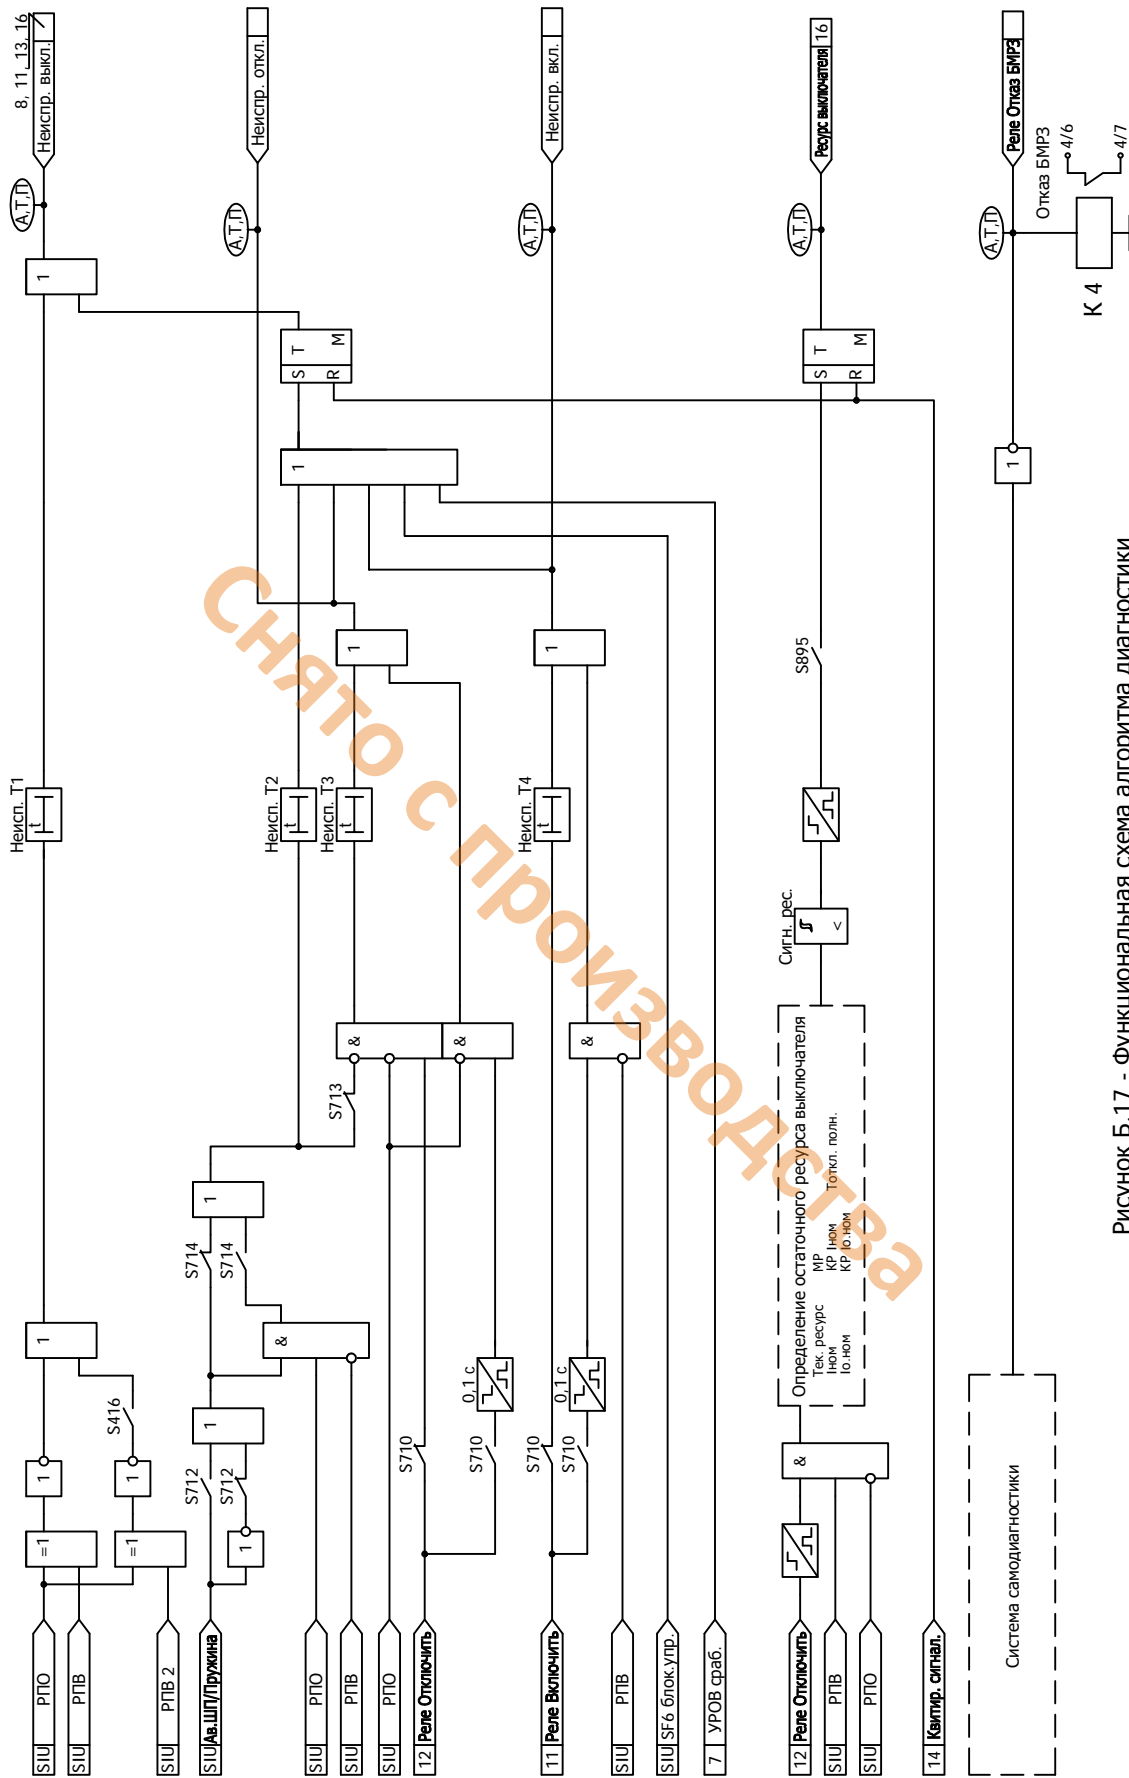 8, 11, 13, 16
Неиспр. выкл.
А,Т,П
1
Неисп. Т1
t
1
S416
1
1
=1
=1
SIU РПО
SIU РПВ
SIU РПВ 2
Неиспр. откл.
А,Т,П
S T
R M
1
1
Неисп. Т2
t
Неисп. Т3
t
&
&
S713
1
S714
S714
&
1
S712
S712
1
SIU Ав.ШП/Пружина
SIU РПО
SIU РПВ
SIU РПО
12 Реле Отключить
S710
S710
0,1 с
Неиспр. вкл.
А,Т,П
1
Неисп. Т4
t
&
0,1 с
S710
S710
11 Реле Включить
SIU РПВ
SIU SF6 блок.упр.
7 УРОВ сраб.
Ресурс выключателя 16
А,Т,П
S T
R M
S895
Сигн. рес.
<
Определение остаточного ресурса выключателя
Тек. ресурс МР
Iном КР Iном Тоткл. полн.
Iо.ном КР Iо.ном
&
12 Реле Отключить
SIU РПВ
SIU РПО
14 Квитир. сигнал.
Реле Отказ БМРЗ
А,Т,П
Отказ БМРЗ
4/6
4/7
К 4
1
Система самодиагностики
Рисунок Б.17 - Функциональная схема алгоритма диагностики
Снято с производства